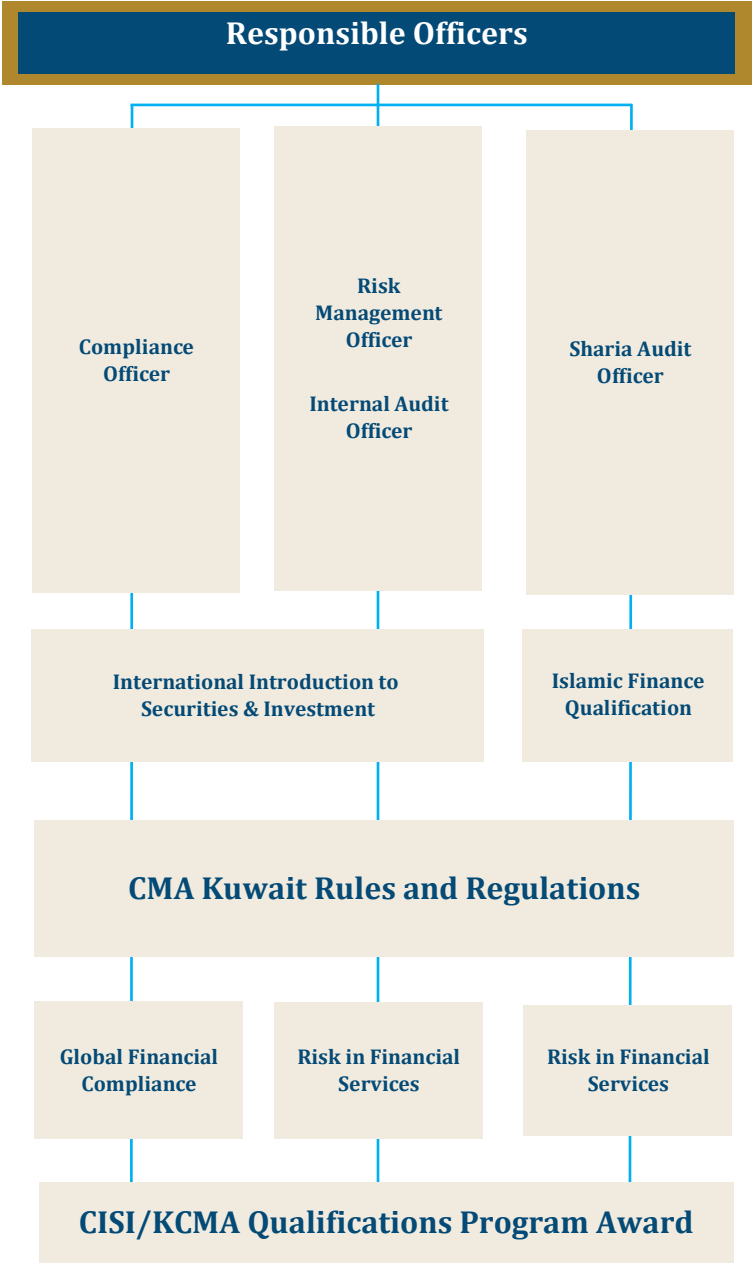 Responsible Officers
Compliance
Officer
Risk
Management
Officer
Internal Audit
Officer
Sharia Audit
Officer
International Introduction to
Securities & Investment
Islamic Finance
Qualification
CMA Kuwait Rules and Regulations
Global Financial
Compliance
Risk in Financial
Services
Risk in Financial
Services
CISI/KCMA Qualifications Program Award